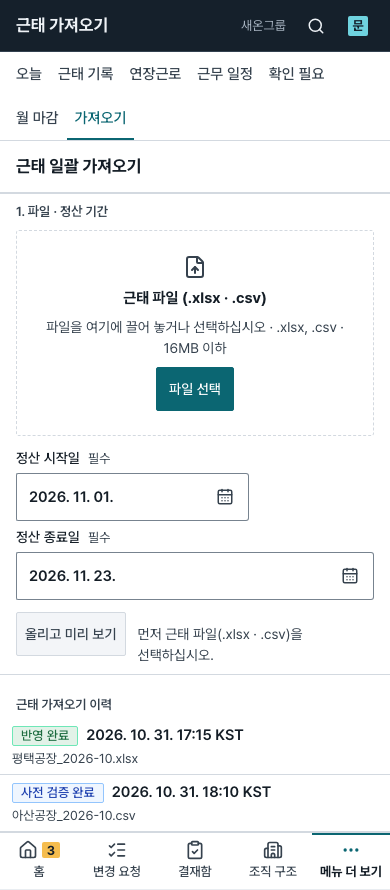 근태 가져오기 새온그룹 문
오늘 근태 기록 연장근로 근무 일정 확인 필요
월 마감 가져오기
근태 일괄 가져오기
1. 파일 · 정산 기간
근태 파일 (.xlsx · .csv)
파일을 여기에 끌어 놓거나 선택하십시오 · .xlsx, .csv ·
16MB 이하
파일 선택
정산 시작일 필수
2026. 11. 01.
정산 종료일 필수
2026. 11. 23.
올리고 미리 보기 먼저 근태 파일(.xlsx · .csv)을
선택하십시오.
근태 가져오기 이력
반영 완료 2026. 10. 31. 17:15 KST
평택공장_2026-10.xlsx
사전 검증 완료 2026. 10. 31. 18:10 KST
아산공장_2026-10.csv
3
홈 변경 요청 결재함 조직 구조 메뉴 더 보기